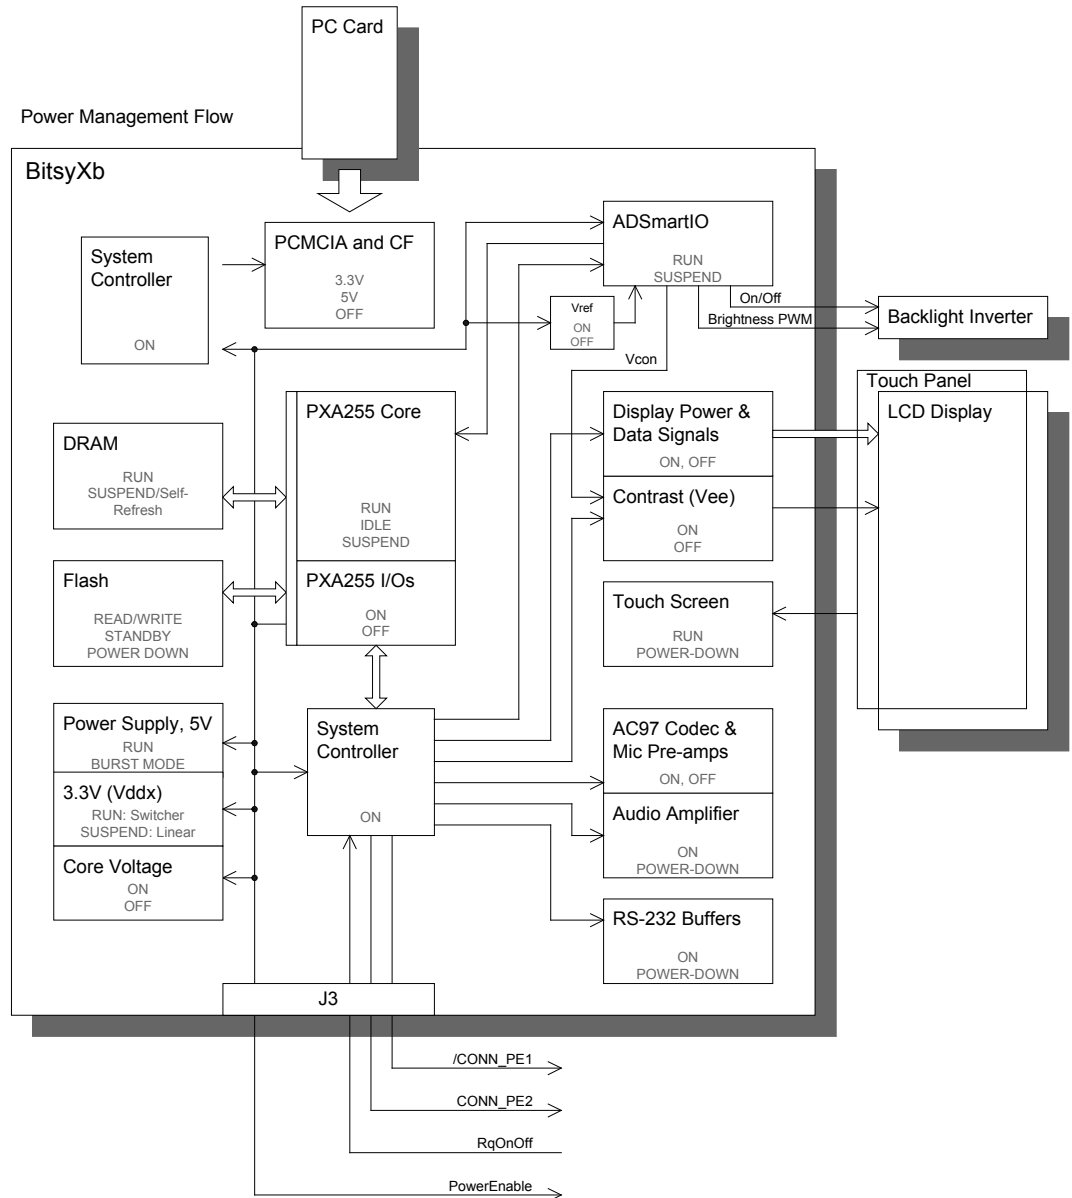 PC Card
Power Management Flow
BitsyXb
System
Controller
ON
PCMCIA and CF
3.3V
5V
OFF
ADSmartIO
RUN
SUSPEND
Vref
ON
OFF
On/Off
Brightness PWM
Vcon
Backlight Inverter
Touch Panel
LCD Display
PXA255 Core
RUN
IDLE
SUSPEND
PXA255 I/Os
ON
OFF
Display Power &
Data Signals
ON, OFF
Contrast (Vee)
ON
OFF
DRAM
RUN
SUSPEND/Self-
Refresh
Flash
READ/WRITE
STANDBY
POWER DOWN
Touch Screen
RUN
POWER-DOWN
Power Supply, 5V
RUN
BURST MODE
3.3V (Vddx)
RUN: Switcher
SUSPEND: Linear
Core Voltage
ON
OFF
System
Controller
ON
AC97 Codec &
Mic Pre-amps
ON, OFF
Audio Amplifier
ON
POWER-DOWN
RS-232 Buffers
ON
POWER-DOWN
J3
/CONN_PE1
CONN_PE2
RqOnOff
PowerEnable